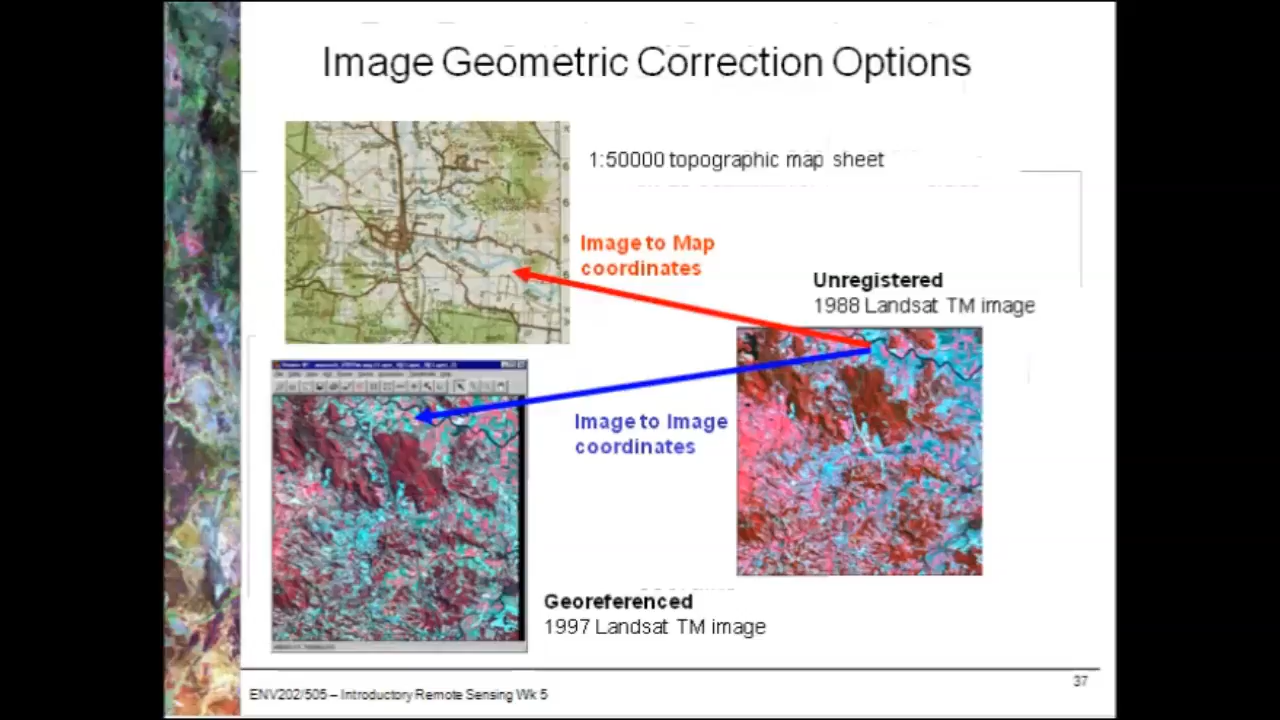 Image Geometric Correction Options
1:50000 topographic map sheet
Image to Map
coordinates
Unregistered
1988 Landsat TM image
Image to Image
coordinates
Georeferenced
1997 Landsat TM image
ENV202/505 – Introductory Remote Sensing Wk 5
37